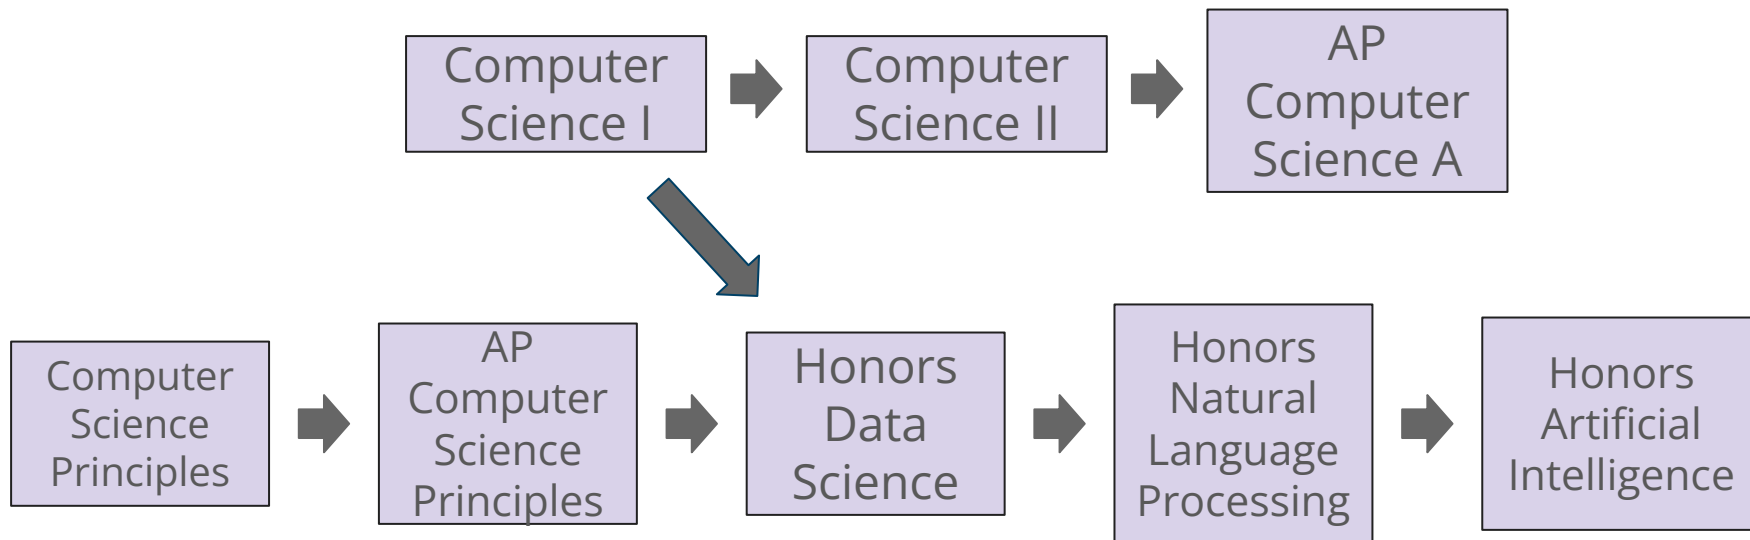 Computer
Science I
Computer
Science II
AP
Computer
Science A
Computer
Science
Principles
AP
Computer
Science
Principles
Honors
Data
Science
Honors
Natural
Language
Processing
Honors
Artificial
Intelligence